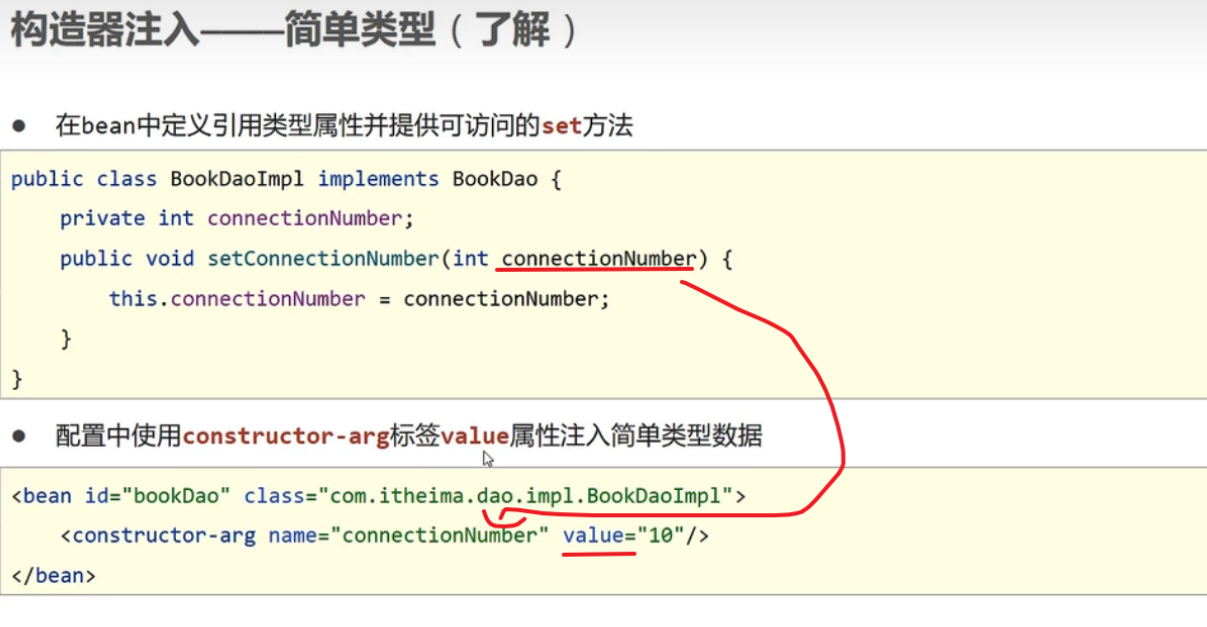 构造器注入——简单类型（了解）
● 在bean中定义引用类型属性并提供可访问的set方法
public class BookDaoImpl implements BookDao {
    private int connectionNumber;
    public void setConnectionNumber(int connectionNumber) {
        this.connectionNumber = connectionNumber;
    }
}
● 配置中使用constructor-arg标签value属性注入简单类型数据
<bean id="bookDao" class="com.itheima.dao.impl.BookDaoImpl">
    <constructor-arg name="connectionNumber" value="10"/>
</bean>